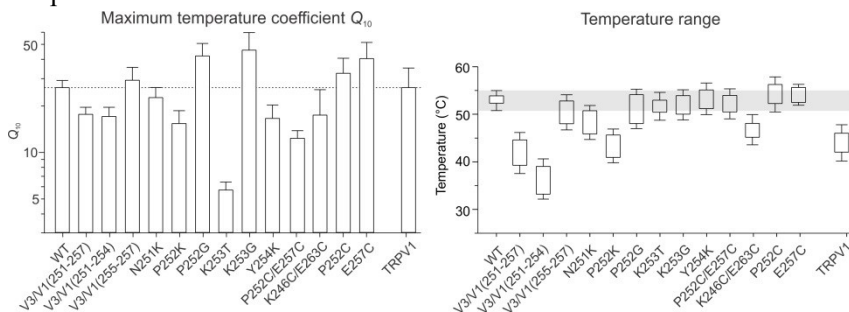 Maximum temperature coefficient Q10
50
10
5
Q10
WT
V3/V1(251-257)
V3/V1(251-254)
V3/V1(255-257)
N251K
P252K
P252G
K253T
K253G
Y254K
P252C/E257C
K246C/E263C
P252C
E257C
TRPV1
Temperature range
60
50
40
30
Temperature (°C)
WT
V3/V1(251-257)
V3/V1(251-254)
V3/V1(255-257)
N251K
P252K
P252G
K253T
K253G
Y254K
P252C/E257C
K246C/E263C
P252C
E257C
TRPV1